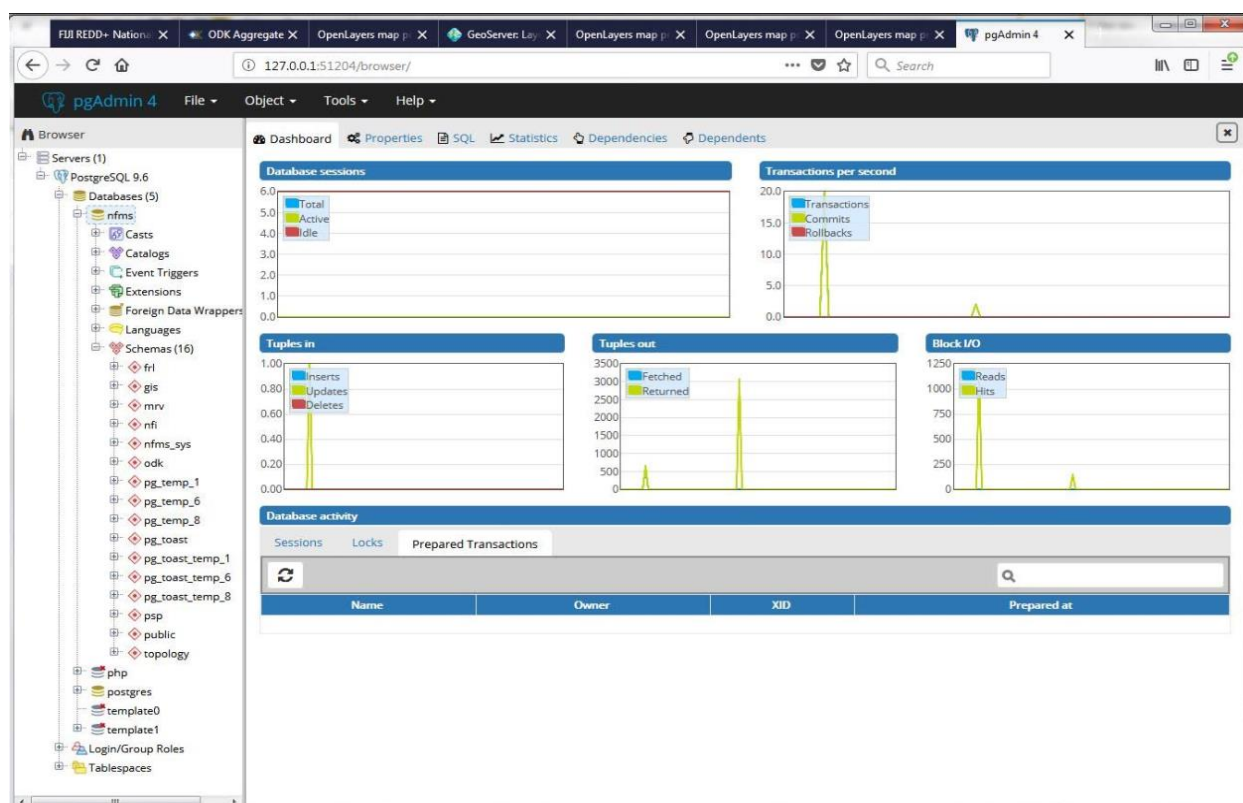 FIJI REDD+ Nationa
ODK Aggregate
OpenLayers map p
GeoServer: Lay
OpenLayers map p
OpenLayers map p
OpenLayers map p
pgAdmin 4
127.0.0.1:51204/browser/
Search
pgAdmin 4 File Object Tools Help
Browser
Servers (1)
PostgreSQL 9.6
Databases (5)
nfms
Casts
Catalogs
Event Triggers
Extensions
Foreign Data Wrappers
Languages
Schemas (16)
frl
gis
mrv
nfi
nfms_sys
odk
pg_temp_1
pg_temp_6
pg_temp_8
pg_toast
pg_toast_temp_1
pg_toast_temp_6
pg_toast_temp_8
psp
public
topology
php
postgres
template0
template1
Login/Group Roles
Tablespaces
Dashboard Properties SQL Statistics Dependencies Dependents
Database sessions
6.0
5.0
4.0
3.0
2.0
1.0
0.0
Total
Active
Idle
Transactions per second
20.0
15.0
10.0
5.0
0.0
Transactions
Commits
Rollbacks
Tuples in
1.00
0.80
0.60
0.40
0.20
0.00
Inserts
Updates
Deletes
Tuples out
3500
3000
2500
2000
1500
1000
500
0
Fetched
Returned
Block I/O
1250
1000
750
500
250
0
Reads
Hits
Database activity
Sessions Locks Prepared Transactions
Name Owner XID Prepared at